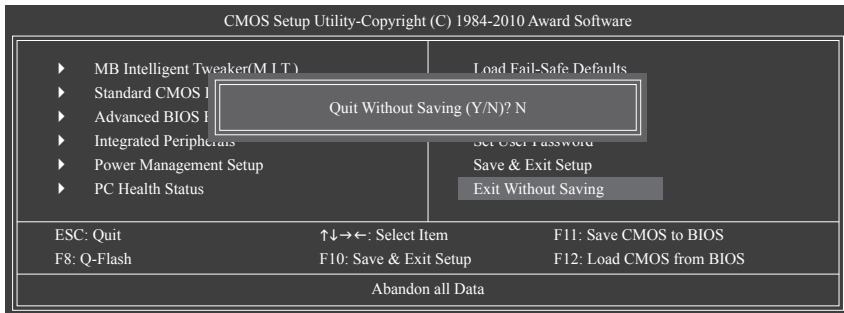 CMOS Setup Utility-Copyright (C) 1984-2010 Award Software
MB Intelligent Tweaker(M.I.T.)
Standard CMOS
Advanced BIOS
Integrated Peripherals
Power Management Setup
PC Health Status
Load Fail-Safe Defaults
Set User Password
Save & Exit Setup
Exit Without Saving
Quit Without Saving (Y/N)? N
ESC: Quit ↑↓→←: Select Item F11: Save CMOS to BIOS
F8: Q-Flash F10: Save & Exit Setup F12: Load CMOS from BIOS
Abandon all Data